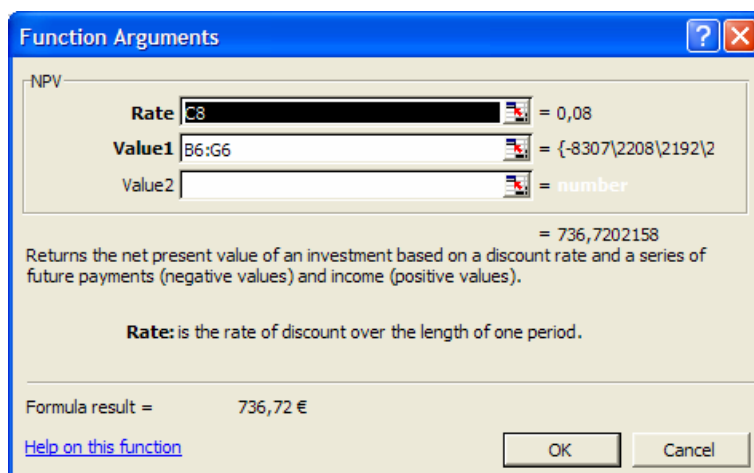 Function Arguments
NPV
Rate C8 = 0,08
Value1 B6:G6 = {-8307\2208\2192\2
Value2 = number
= 736,7202158
Returns the net present value of an investment based on a discount rate and a series of
future payments (negative values) and income (positive values).
Rate: is the rate of discount over the length of one period.
Formula result = 736,72 €
Help on this function OK Cancel